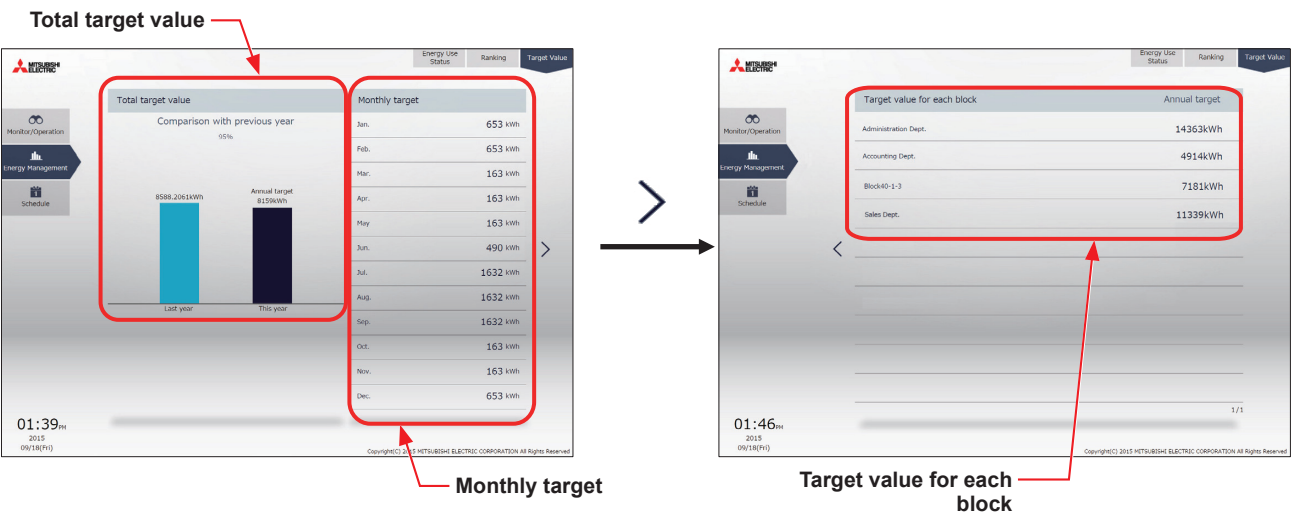 Total target value
MITSUBISHI
ELECTRIC
Energy Use
Status
Ranking
Target Value
Monitor/Operation
Energy Management
1
Schedule
Total target value
Comparison with previous year
95%
8588.2061kWh
Annual target
8159kWh
Last year
This year
Monthly target
Jan. 653 kWh
Feb. 653 kWh
Mar. 163 kWh
Apr. 163 kWh
May 163 kWh
Jun. 490 kWh
Jul. 1632 kWh
Aug. 1632 kWh
Sep. 1632 kWh
Oct. 163 kWh
Nov. 163 kWh
Dec. 653 kWh
01:39PM
2015
09/18(Fri)
Copyright(C) 2015 MITSUBISHI ELECTRIC CORPORATION All Rights Reserved
Monthly target
MITSUBISHI
ELECTRIC
Energy Use
Status
Ranking
Target Value
Monitor/Operation
Energy Management
1
Schedule
Target value for each block Annual target
Administration Dept. 14363kWh
Accounting Dept. 4914kWh
Block40-1-3 7181kWh
Sales Dept. 11339kWh
1/1
01:46PM
2015
09/18(Fri)
Copyright(C) 2015 MITSUBISHI ELECTRIC CORPORATION All Rights Reserved
Target value for each
block